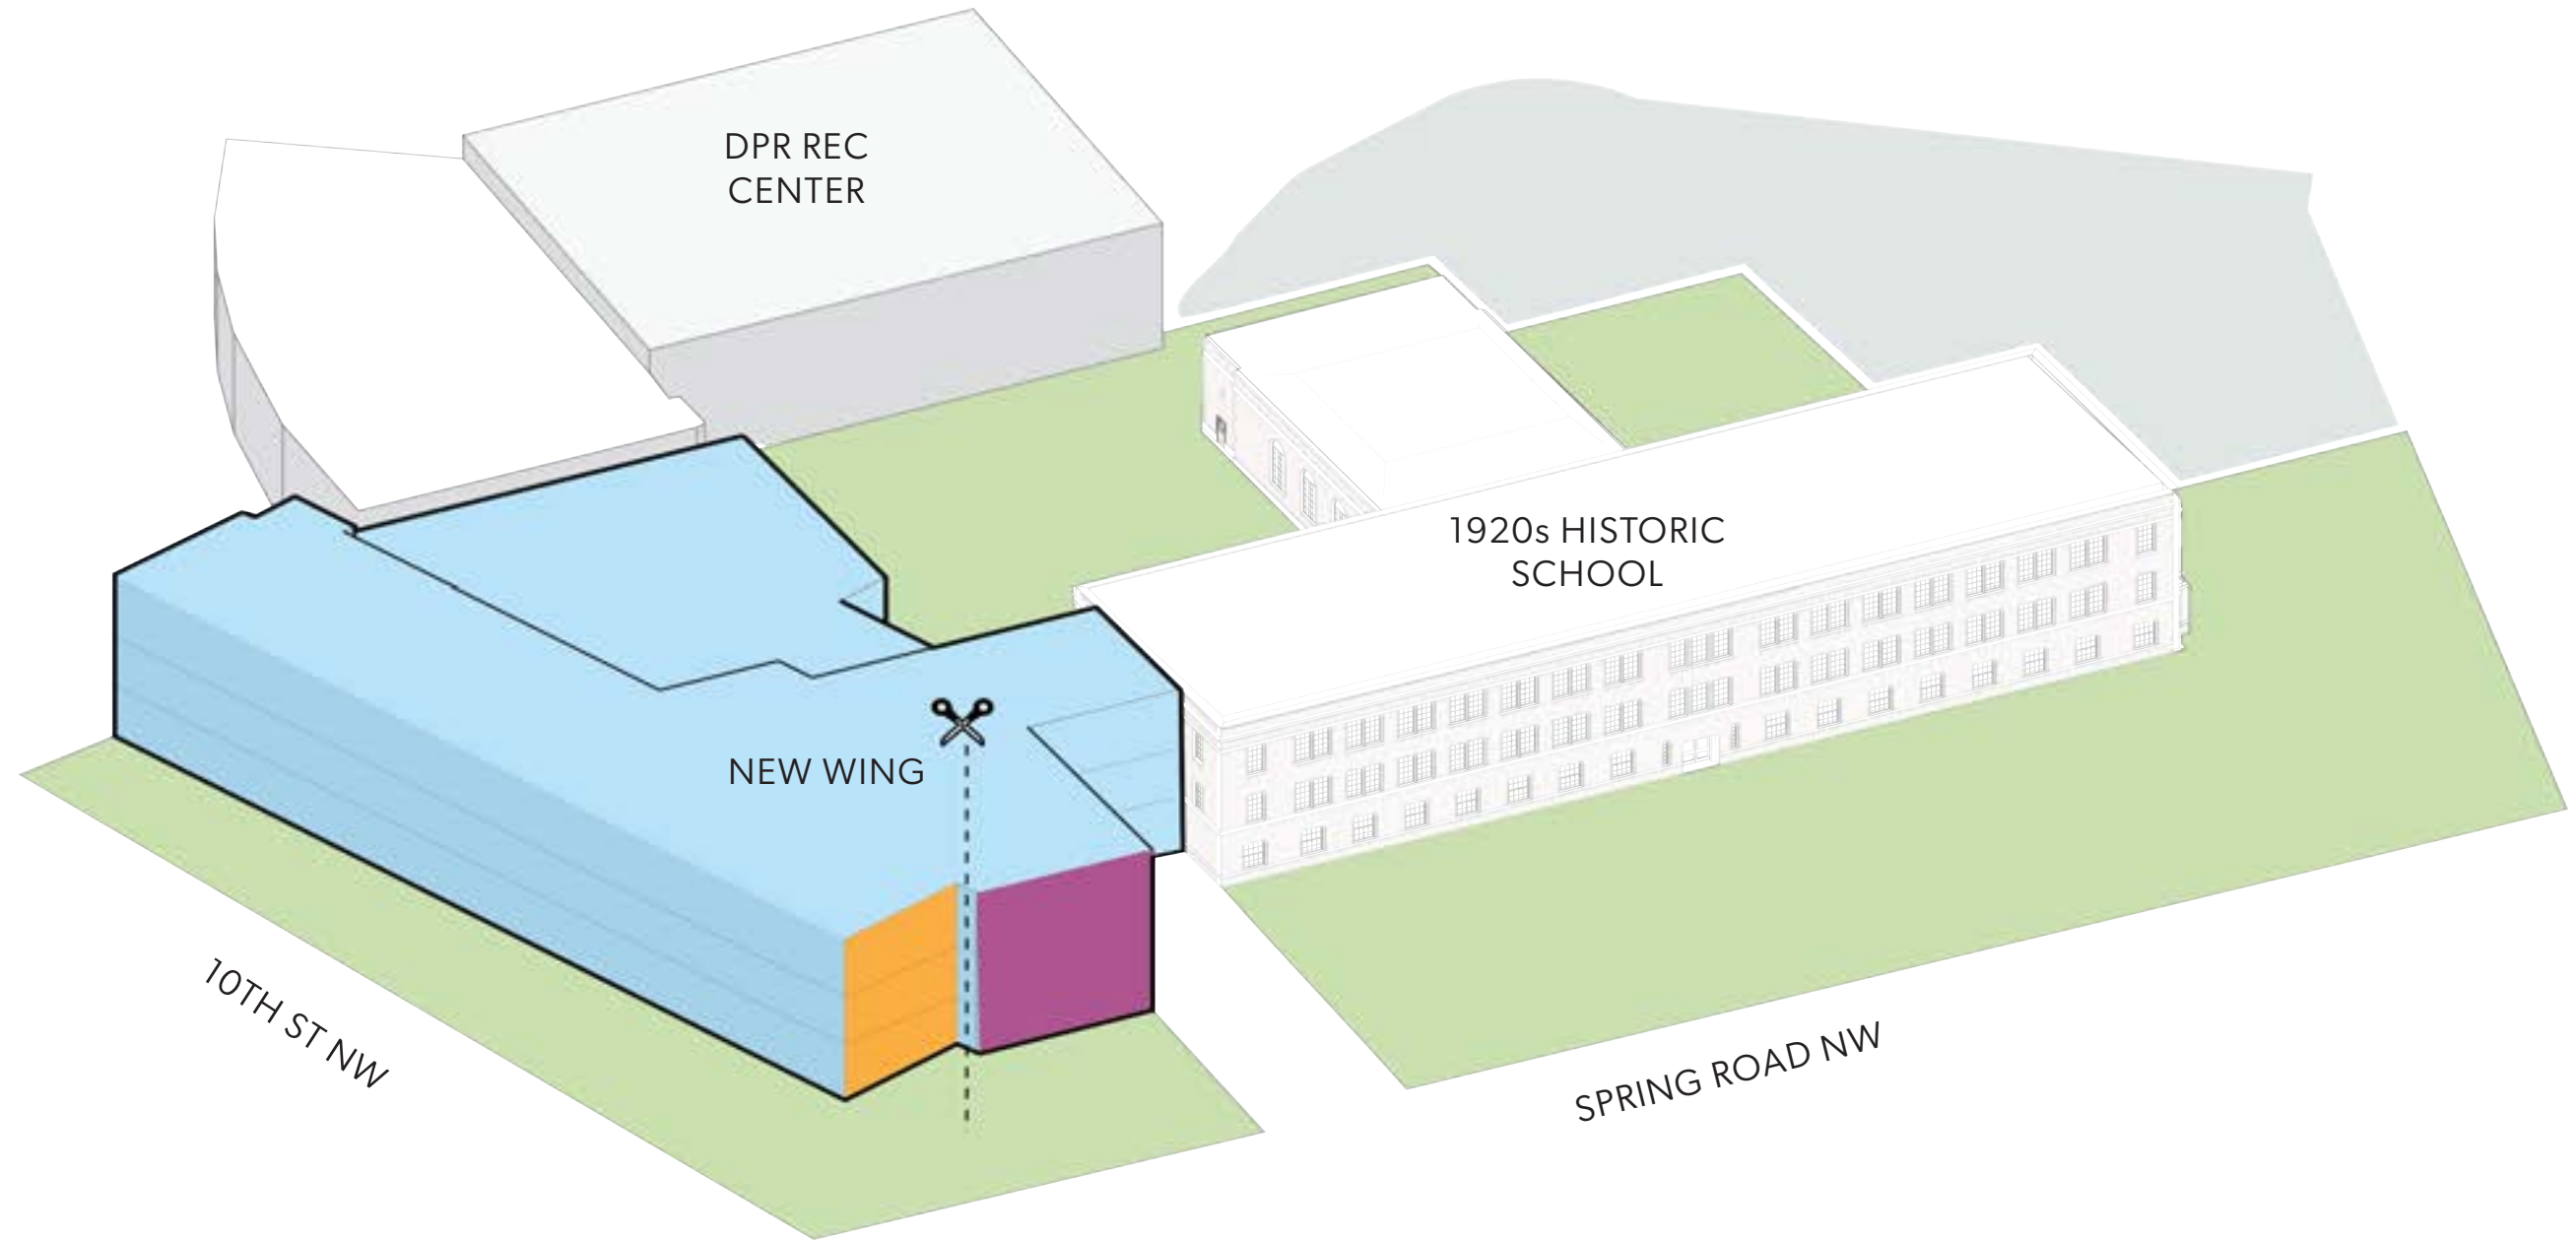 DPR REC
CENTER
1920s HISTORIC
SCHOOL
NEW WING
10TH ST NW
SPRING ROAD NW